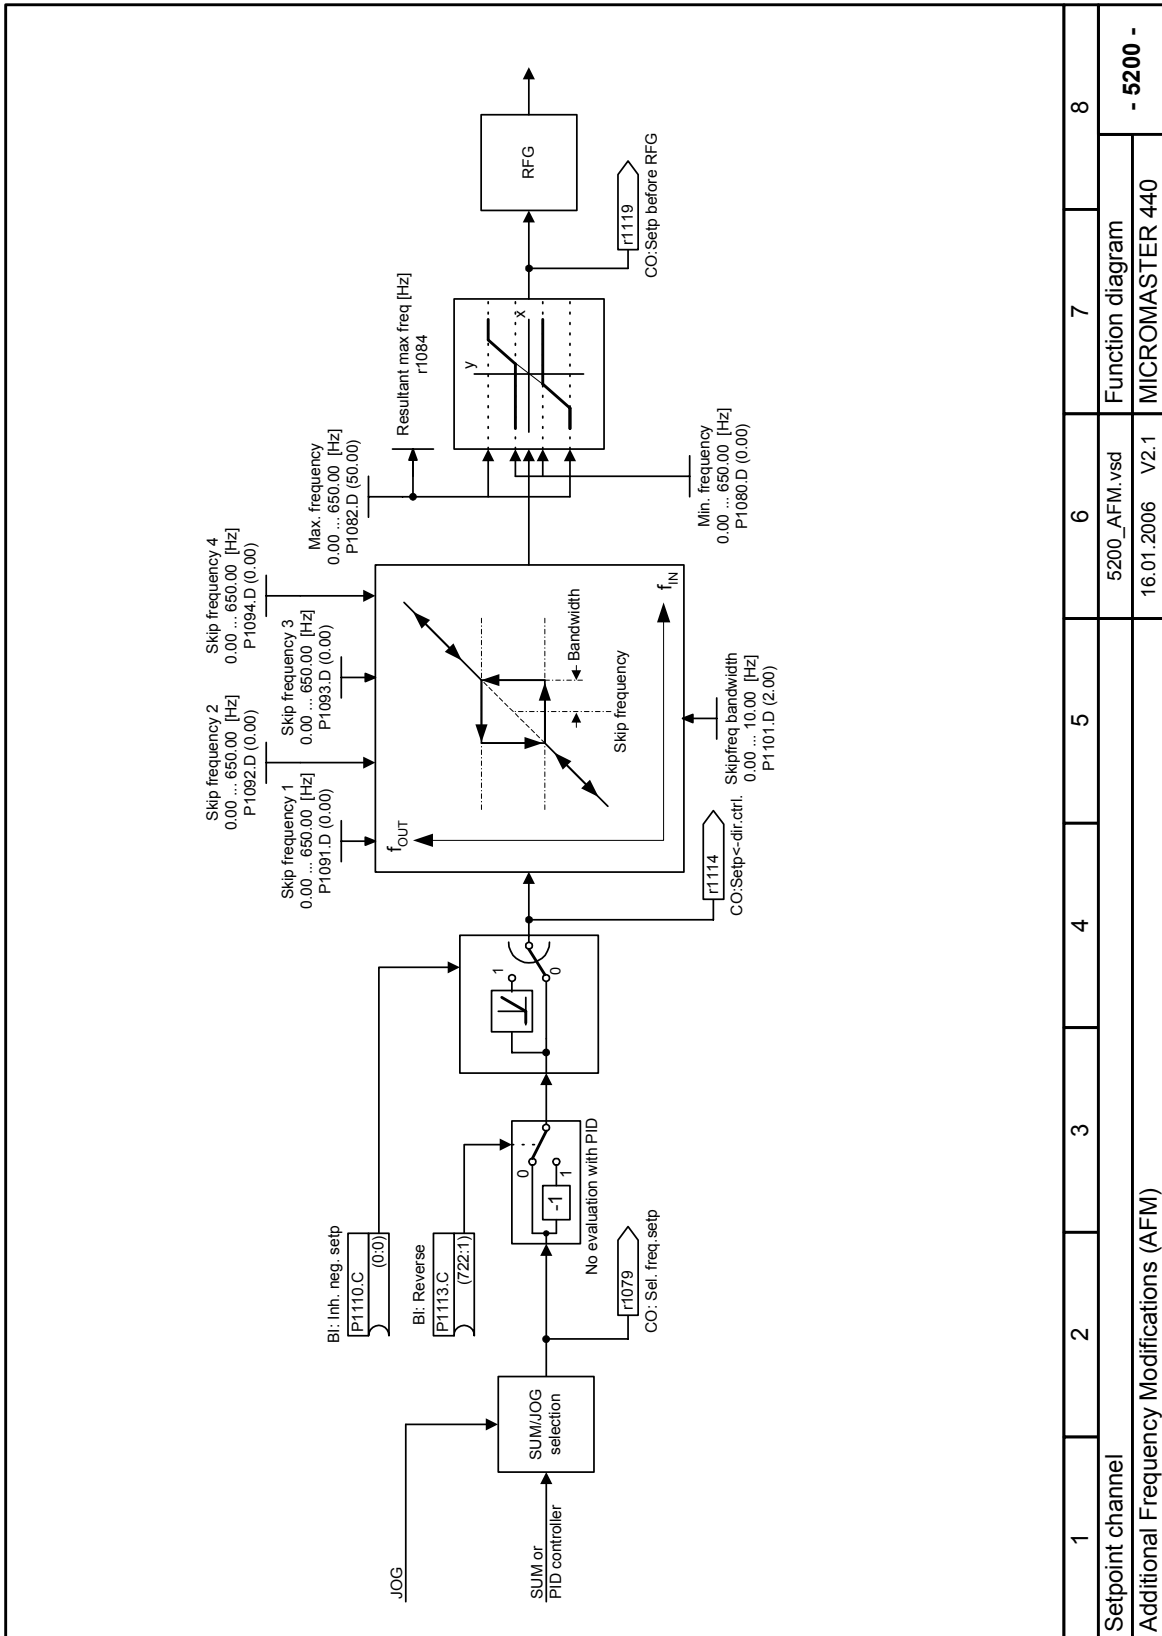 JOG
SUM or
PID controller
SUM/JOG
selection
r1079
CO: Sel. freq.setp
BI: Inh. neg. setp
P1110.C
(0:0)
BI: Reverse
P1113.C
(722:1)
0
1
-1
No evaluation with PID
1
0
r1114
CO:Setp<-dir.ctrl.
Skip frequency 1
0.00 ... 650.00 [Hz]
P1091.D (0.00)
Skip frequency 2
0.00 ... 650.00 [Hz]
P1092.D (0.00)
Skip frequency 3
0.00 ... 650.00 [Hz]
P1093.D (0.00)
Skip frequency 4
0.00 ... 650.00 [Hz]
P1094.D (0.00)
fOUT
fIN
Bandwidth
Skip frequency
Skipfreq bandwidth
0.00 ... 10.00 [Hz]
P1101.D (2.00)
Max. frequency
0.00 ... 650.00 [Hz]
P1082.D (50.00)
Resultant max freq [Hz]
r1084
y
x
Min. frequency
0.00 ... 650.00 [Hz]
P1080.D (0.00)
r1119
CO:Setp before RFG
RFG
1 2 3 4 5 6 7 8
Setpoint channel
5200_AFM.vsd
Function diagram
- 5200 -
Additional Frequency Modifications (AFM)
16.01.2006 V2.1
MICROMASTER 440